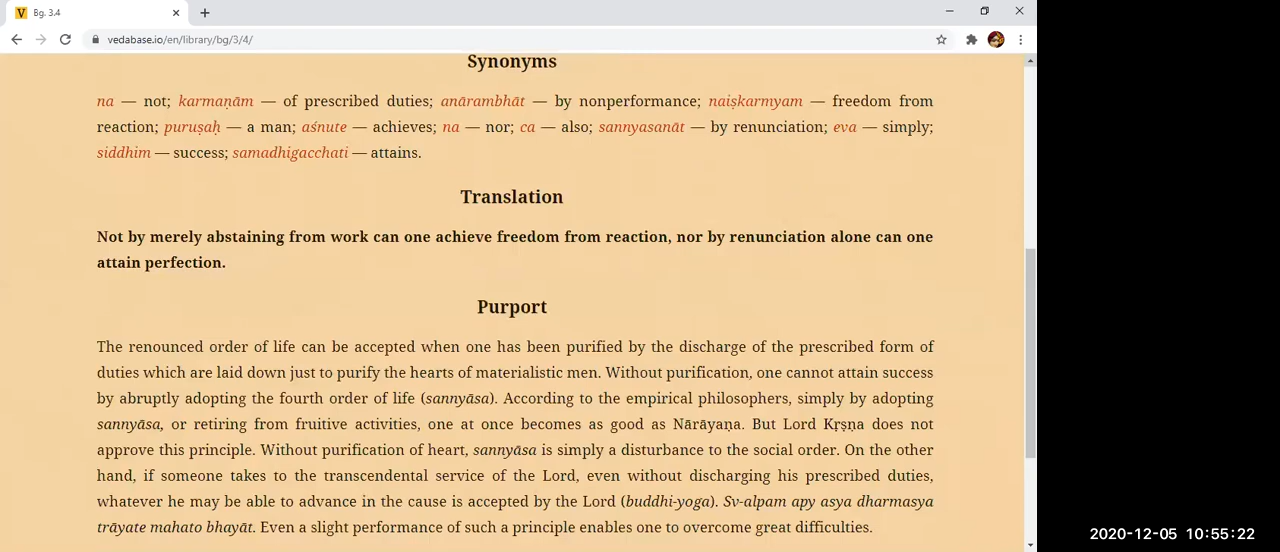 Bg. 3.4
vedabase.io/en/library/bg/3/4/
Synonyms
na — not; karmaṇām — of prescribed duties; anārambhāt — by nonperformance; naiṣkarmyam — freedom from
reaction; puruṣaḥ — a man; aśnute — achieves; na — nor; ca — also; sannyasanāt — by renunciation; eva — simply;
siddhim — success; samadhigacchati — attains.
Translation
Not by merely abstaining from work can one achieve freedom from reaction, nor by renunciation alone can one
attain perfection.
Purport
The renounced order of life can be accepted when one has been purified by the discharge of the prescribed form of
duties which are laid down just to purify the hearts of materialistic men. Without purification, one cannot attain success
by abruptly adopting the fourth order of life (sannyāsa). According to the empirical philosophers, simply by adopting
sannyāsa, or retiring from fruitive activities, one at once becomes as good as Nārāyaṇa. But Lord Kṛṣṇa does not
approve this principle. Without purification of heart, sannyāsa is simply a disturbance to the social order. On the other
hand, if someone takes to the transcendental service of the Lord, even without discharging his prescribed duties,
whatever he may be able to advance in the cause is accepted by the Lord (buddhi-yoga). Sv-alpam apy asya dharmasya
trāyate mahato bhayāt. Even a slight performance of such a principle enables one to overcome great difficulties.
2020-12-05 10:55:22